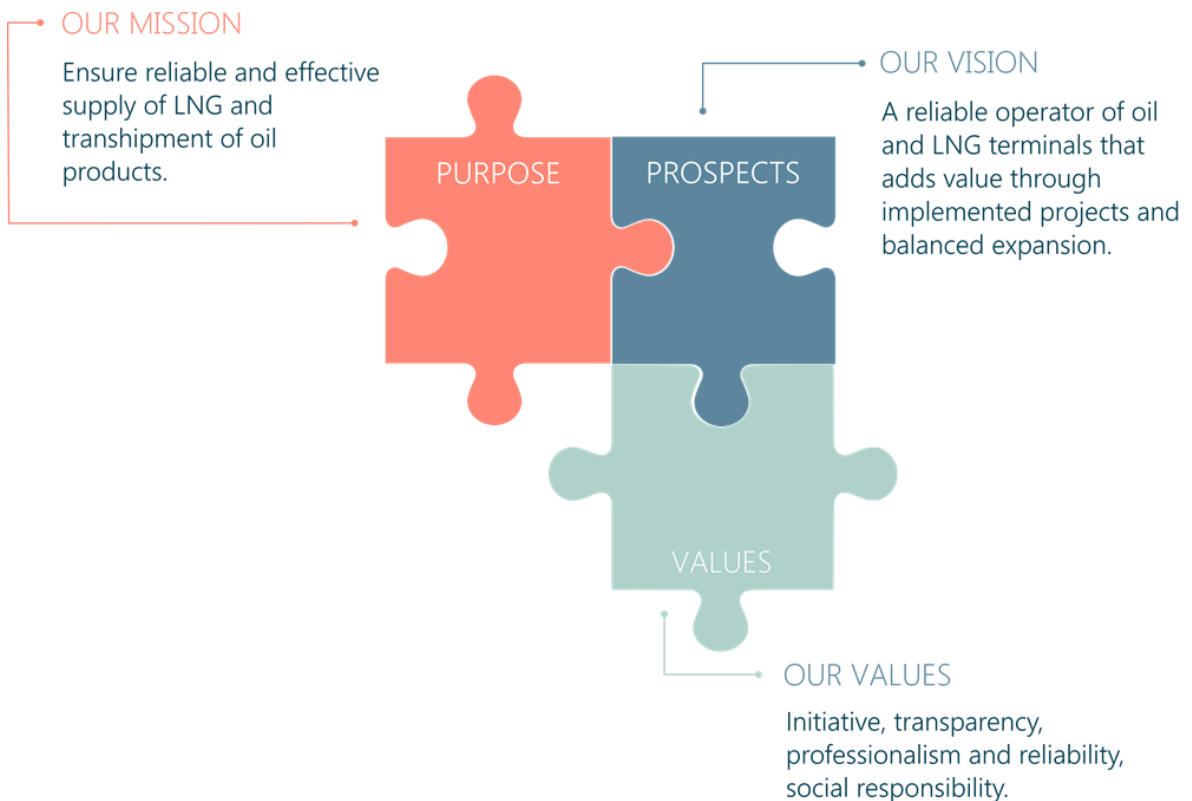 OUR MISSION
Ensure reliable and effective
supply of LNG and
transhipment of oil
products.
PURPOSE
PROSPECTS
OUR VISION
A reliable operator of oil
and LNG terminals that
adds value through
implemented projects and
balanced expansion.
VALUES
OUR VALUES
Initiative, transparency,
professionalism and reliability,
social responsibility.